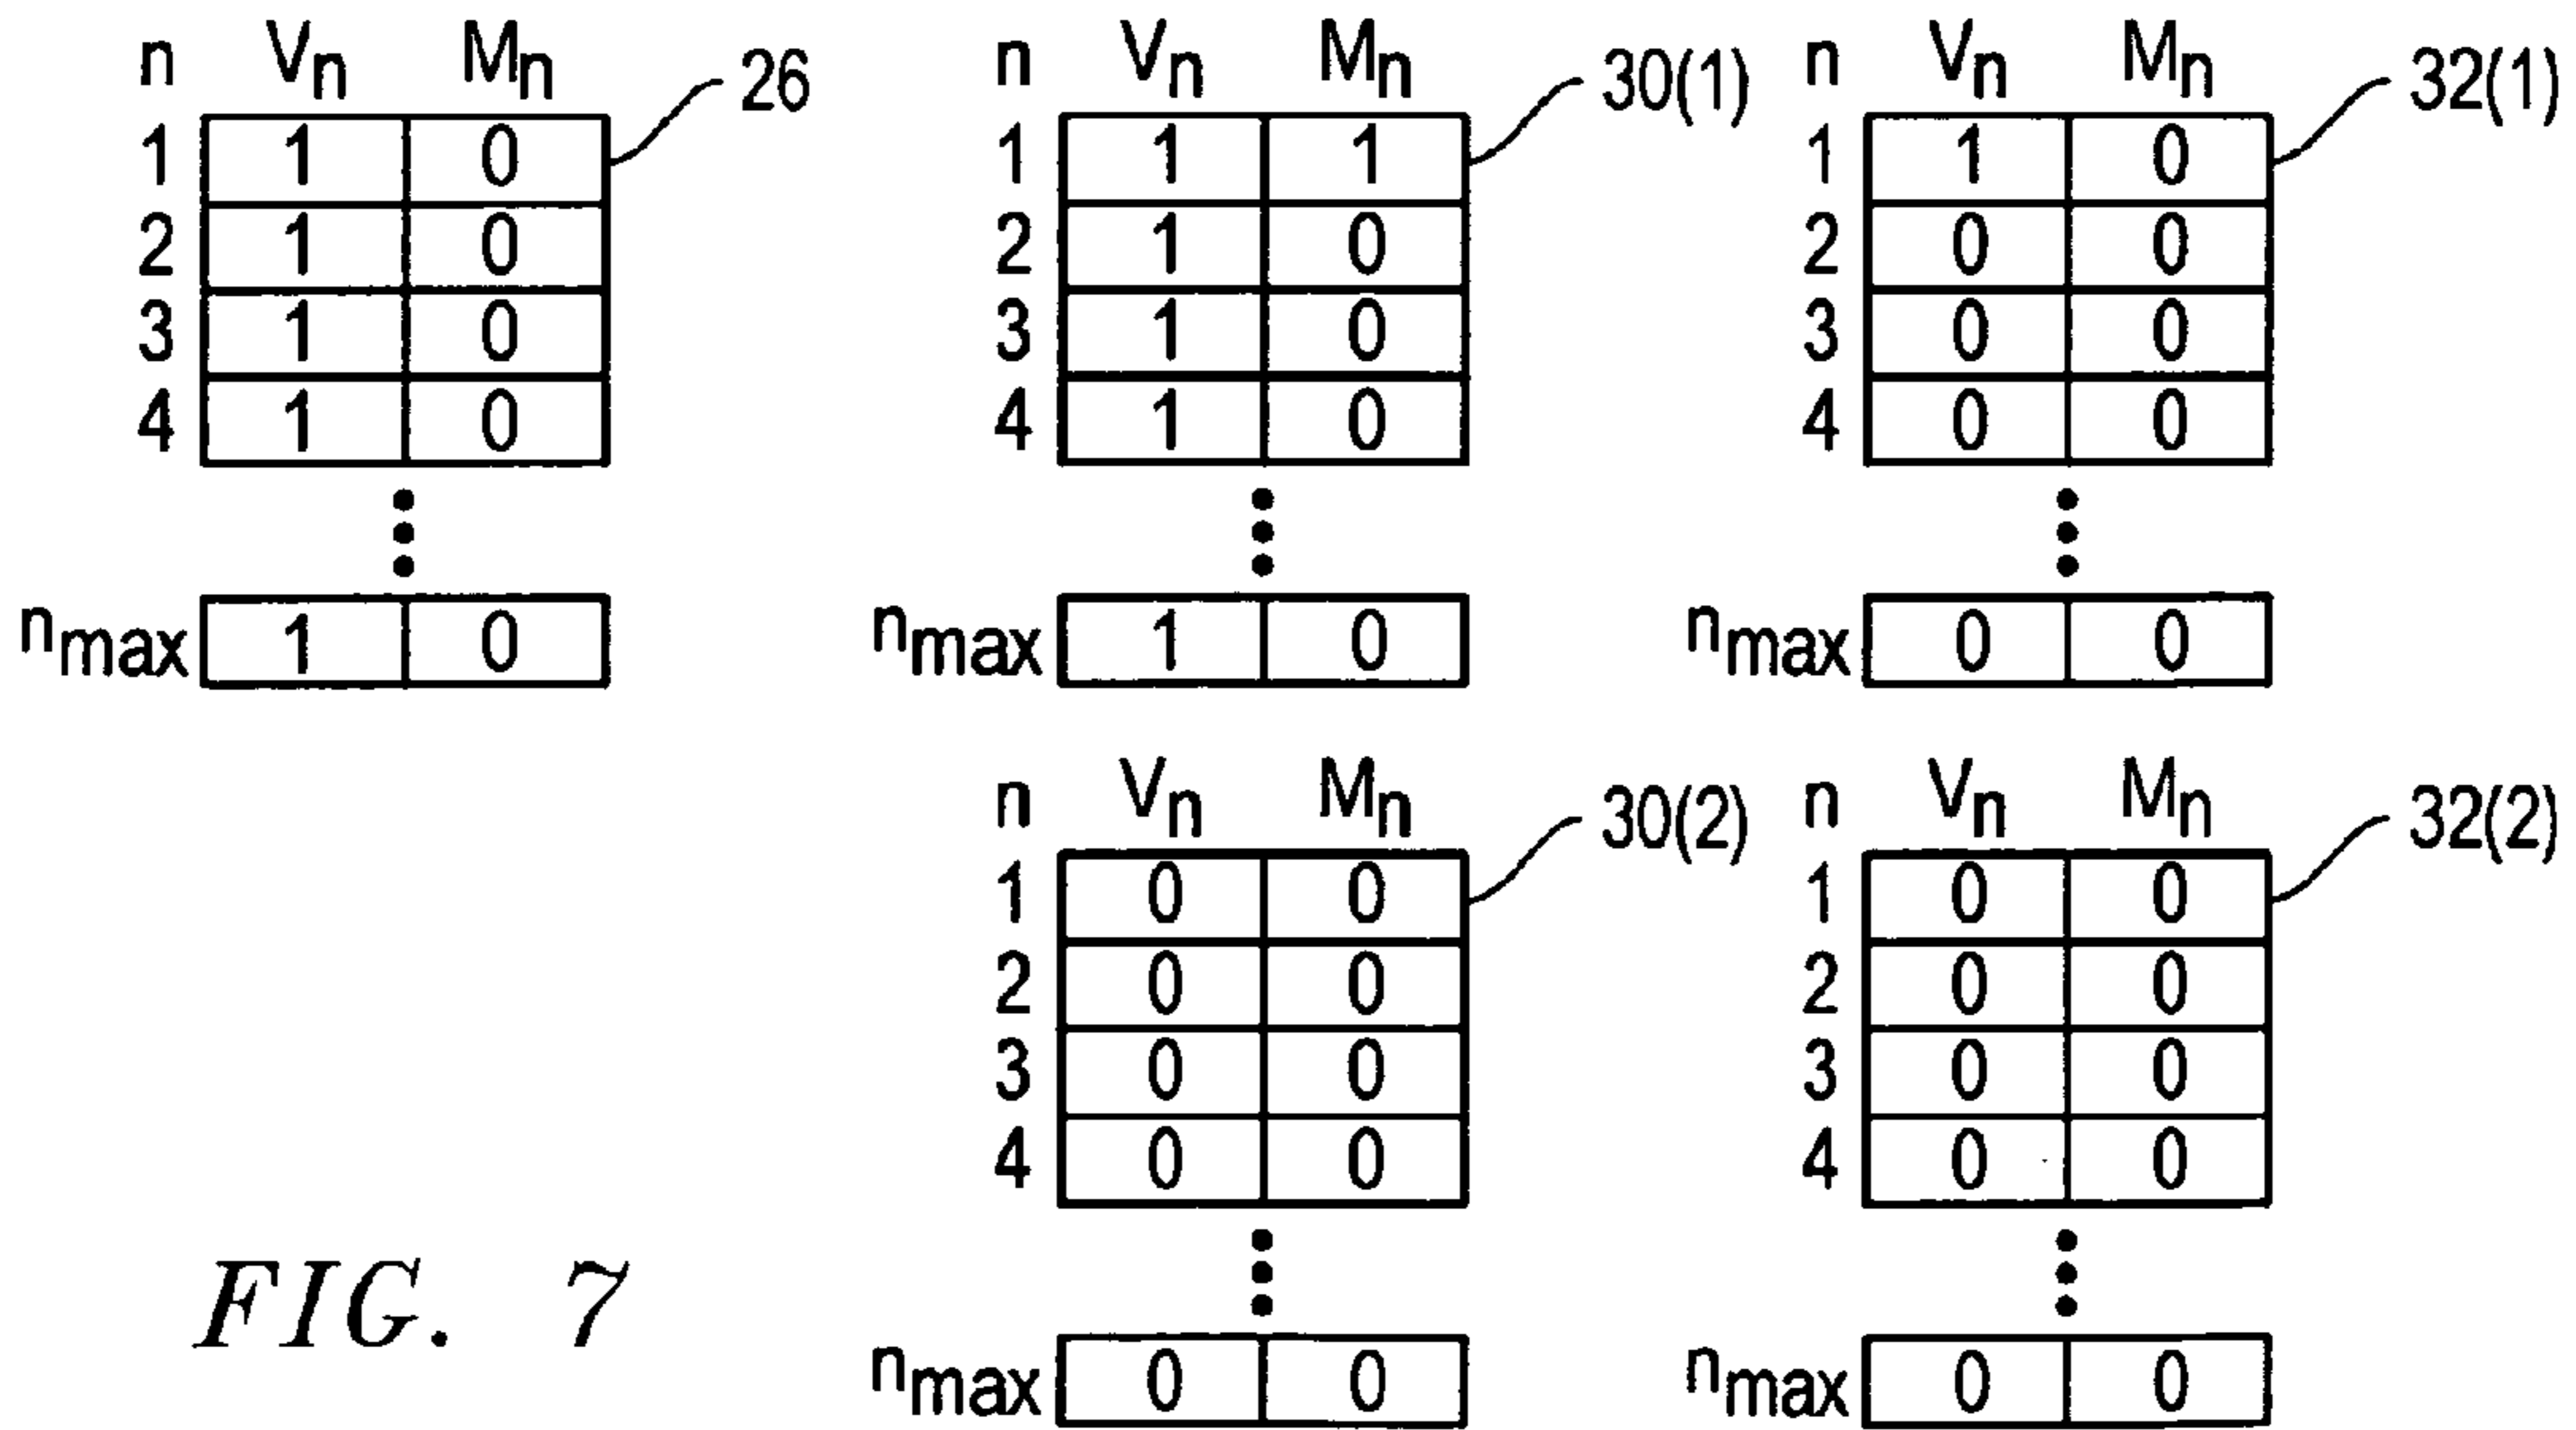 n Vn Mn 26
1 1 0
2 1 0
3 1 0
4 1 0
nmax 1 0
n Vn Mn 30(1)
1 1 1
2 1 0
3 1 0
4 1 0
nmax 1 0
n Vn Mn 32(1)
1 1 0
2 0 0
3 0 0
4 0 0
nmax 0 0
n Vn Mn 30(2)
1 0 0
2 0 0
3 0 0
4 0 0
nmax 0 0
n Vn Mn 32(2)
1 0 0
2 0 0
3 0 0
4 0 0
nmax 0 0
FIG. 7